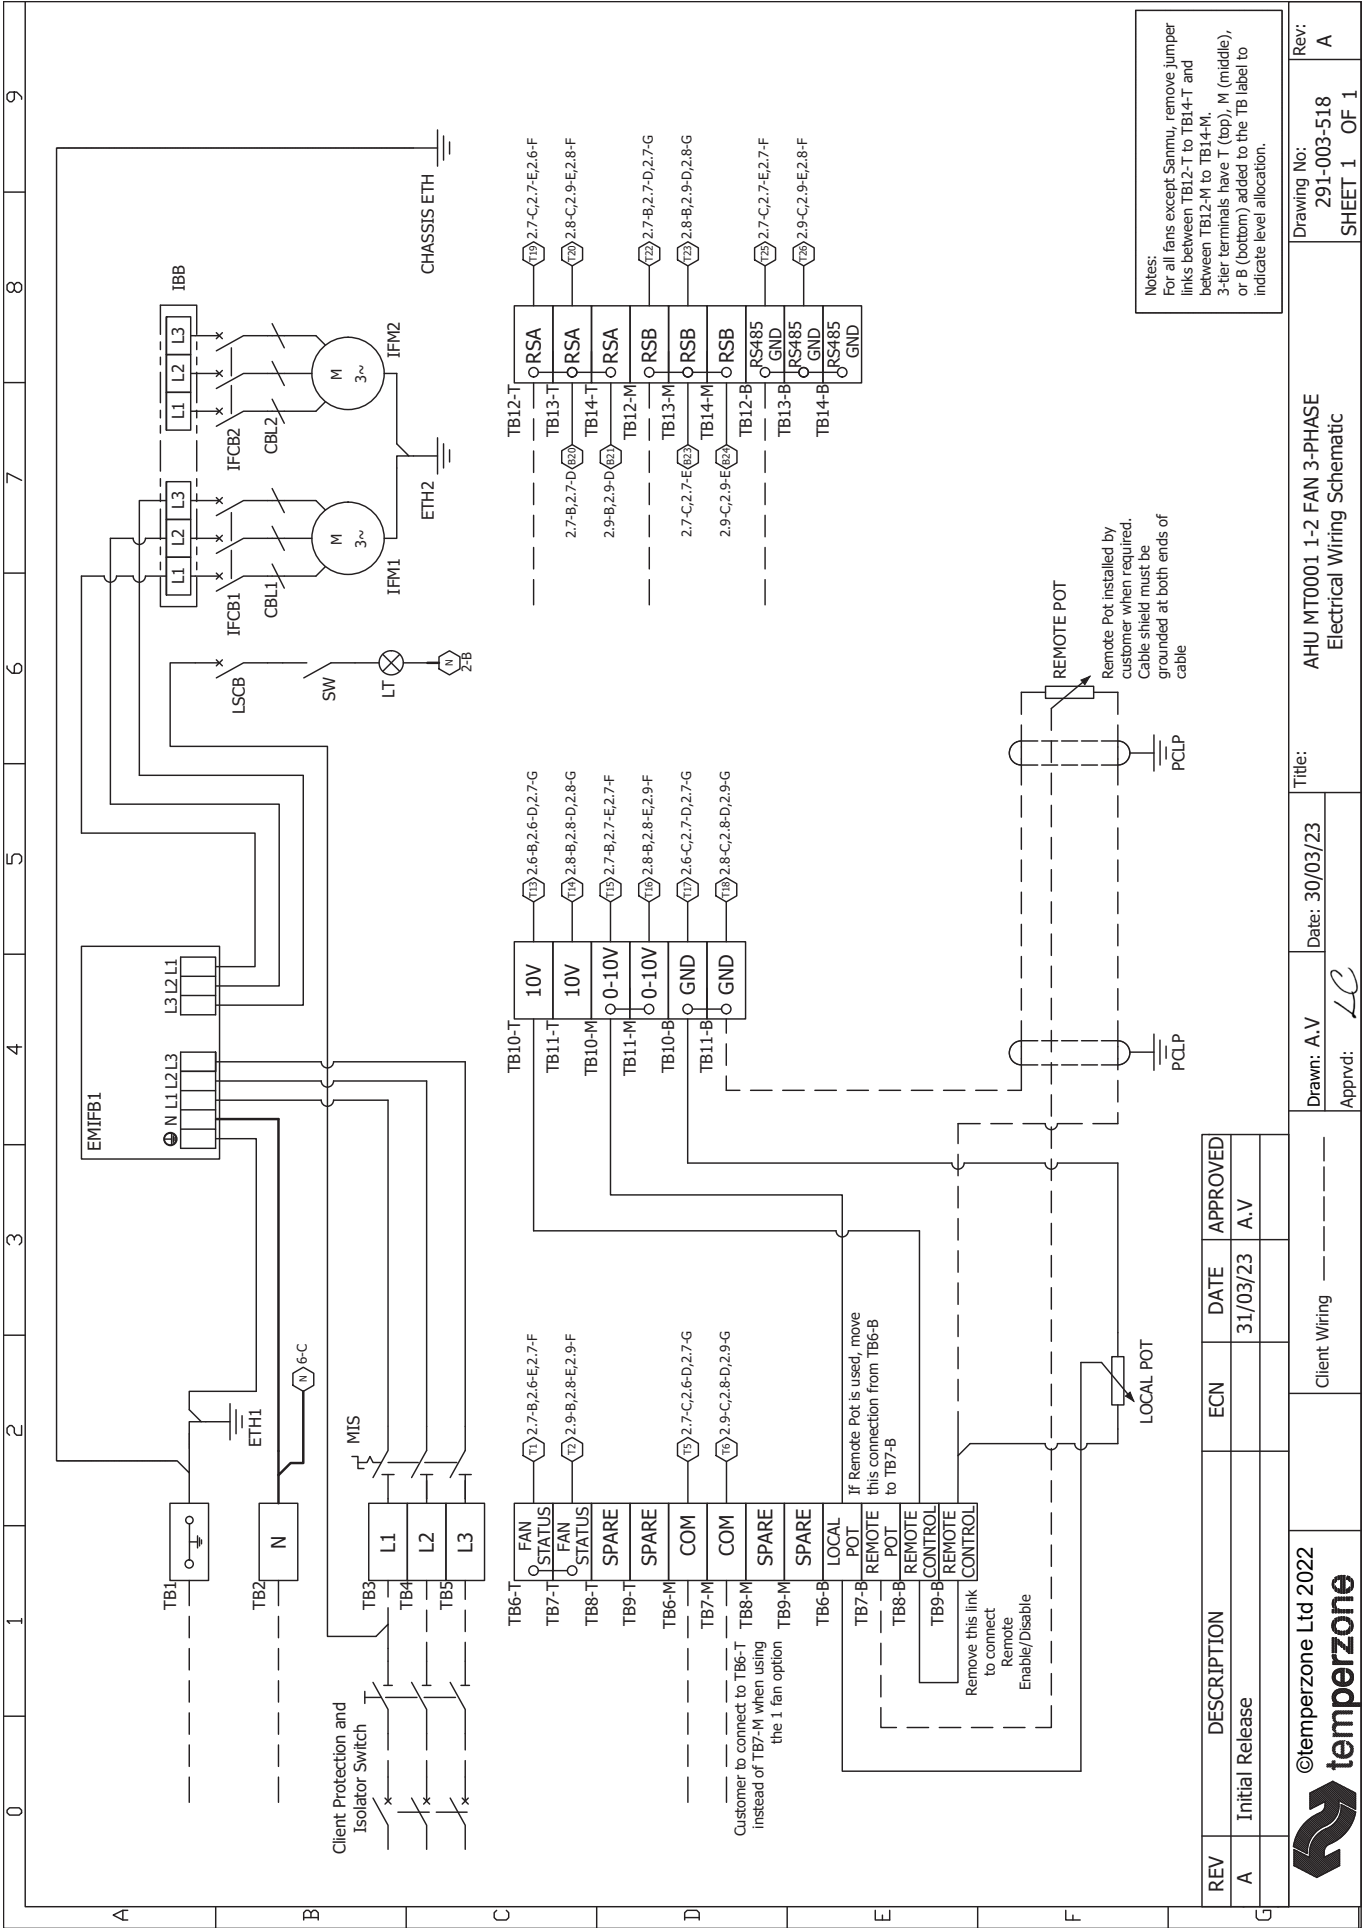 0 1 2 3 4 5 6 7 8 9
A
B
C
D
E
F
G
TB1
TB2
N
ETH1
N 6-C
EMIFB1
N L1 L2 L3
L3 L2 L1
CHASSIS ETH
Client Protection and
Isolator Switch
TB3
TB4
TB5
L1
L2
L3
MIS
LSCB
SW
LT
N
2-B
IBB
L1 L2 L3
L1 L2 L3
IFCB1
IFCB2
CBL1
CBL2
M
3~
M
3~
IFM1
IFM2
ETH2
TB6-T FAN STATUS T1 2.7-B,2.6-E,2.7-F
TB7-T FAN STATUS T2 2.9-B,2.8-E,2.9-F
TB8-T SPARE
TB9-T SPARE
TB6-M COM T5 2.7-C,2.6-D,2.7-G
TB7-M COM T6 2.9-C,2.8-D,2.9-G
TB8-M SPARE
TB9-M SPARE
TB6-B LOCAL POT
TB7-B REMOTE POT
TB8-B REMOTE CONTROL
TB9-B REMOTE CONTROL
Customer to connect to TB6-T
instead of TB7-M when using
the 1 fan option
If Remote Pot is used, move
this connection from TB6-B
to TB7-B
Remove this link
to connect
Remote
Enable/Disable
TB10-T 10V T13 2.6-B,2.6-D,2.7-G
TB11-T 10V T14 2.8-B,2.8-D,2.8-G
TB10-M 0-10V T15 2.7-B,2.7-E,2.7-F
TB11-M 0-10V T16 2.8-B,2.8-E,2.9-F
TB10-B GND T17 2.6-C,2.7-D,2.7-G
TB11-B GND T18 2.8-C,2.8-D,2.9-G
TB12-T RSA T19 2.7-C,2.7-E,2.6-F
TB13-T RSA T20 2.8-C,2.9-E,2.8-F
TB14-T RSA
TB12-M RSB T22 2.7-B,2.7-D,2.7-G
TB13-M RSB T23 2.8-B,2.9-D,2.8-G
TB14-M RSB
TB12-B RS485 GND T25 2.7-C,2.7-E,2.7-F
TB13-B RS485 GND T26 2.9-C,2.9-E,2.8-F
TB14-B RS485 GND
2.7-B,2.7-D B20
2.9-B,2.9-D B21
2.7-C,2.7-E B23
2.9-C,2.9-E B24
LOCAL POT
PCLP
PCLP
REMOTE POT
Remote Pot installed by
customer when required.
Cable shield must be
grounded at both ends of
cable
Notes:
For all fans except Sanmu, remove jumper
links between TB12-T to TB14-T and
between TB12-M to TB14-M.
3-tier terminals have T (top), M (middle),
or B (bottom) added to the TB label to
indicate level allocation.
REV DESCRIPTION ECN DATE APPROVED
A Initial Release 31/03/23 A.V
©temperzone Ltd 2022
temperzone
Client Wiring
Drawn: A.V
Date: 30/03/23
Apprvd: LC
Title:
AHU MT0001 1-2 FAN 3-PHASE
Electrical Wiring Schematic
Drawing No:
291-003-518
SHEET 1 OF 1
Rev:
A